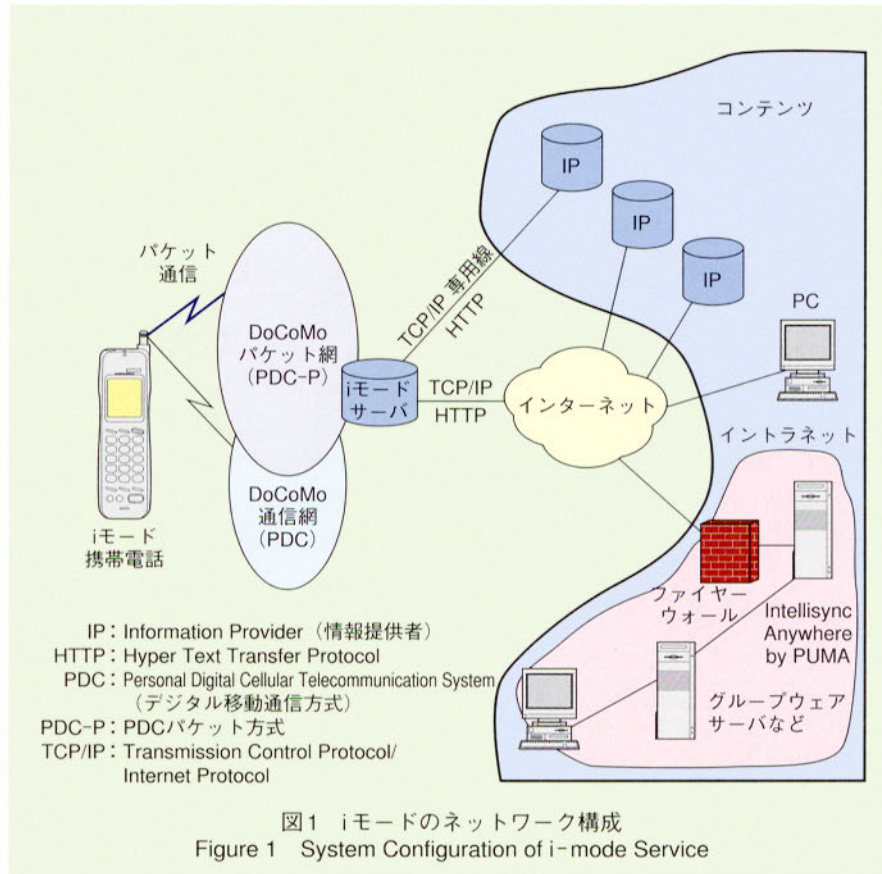 コンテンツ
IP
IP
IP
パケット
通信
TCP/IP 専用線
HTTP
PC
DoCoMo
パケット網
(PDC-P)
iモード
サーバ
TCP/IP
HTTP
インターネット
イントラネット
DoCoMo
通信網
(PDC)
iモード
携帯電話
ファイヤー
ウォール
Intellisync
Anywhere
by PUMA
グループウェア
サーバなど
IP：Information Provider（情報提供者）
HTTP：Hyper Text Transfer Protocol
PDC：Personal Digital Cellular Telecommunication System
（デジタル移動通信方式）
PDC-P：PDCパケット方式
TCP/IP：Transmission Control Protocol/
Internet Protocol
図1　iモードのネットワーク構成
Figure 1　System Configuration of i-mode Service